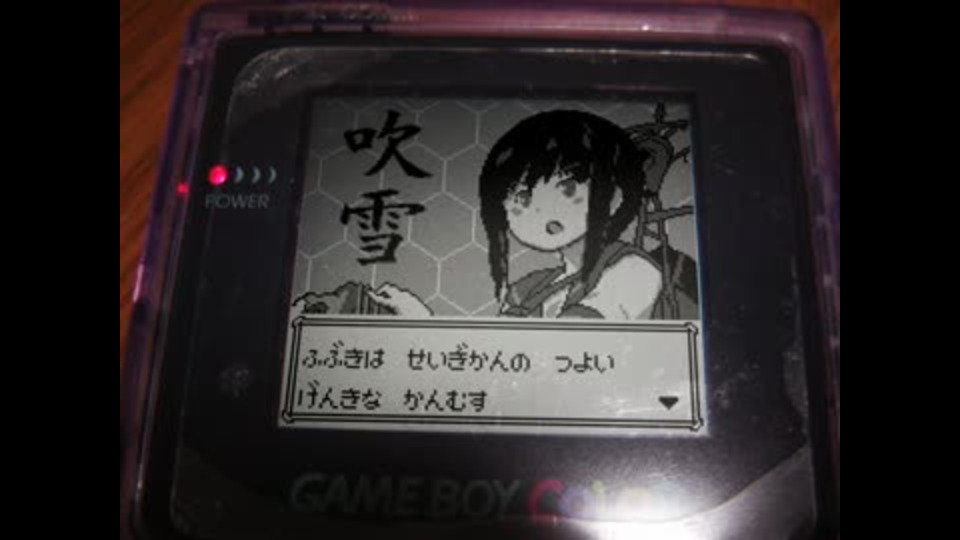 吹雪
POWER
ふぶきは せいぎかんの つよい
げんきな かんむす
GAME BOY Color